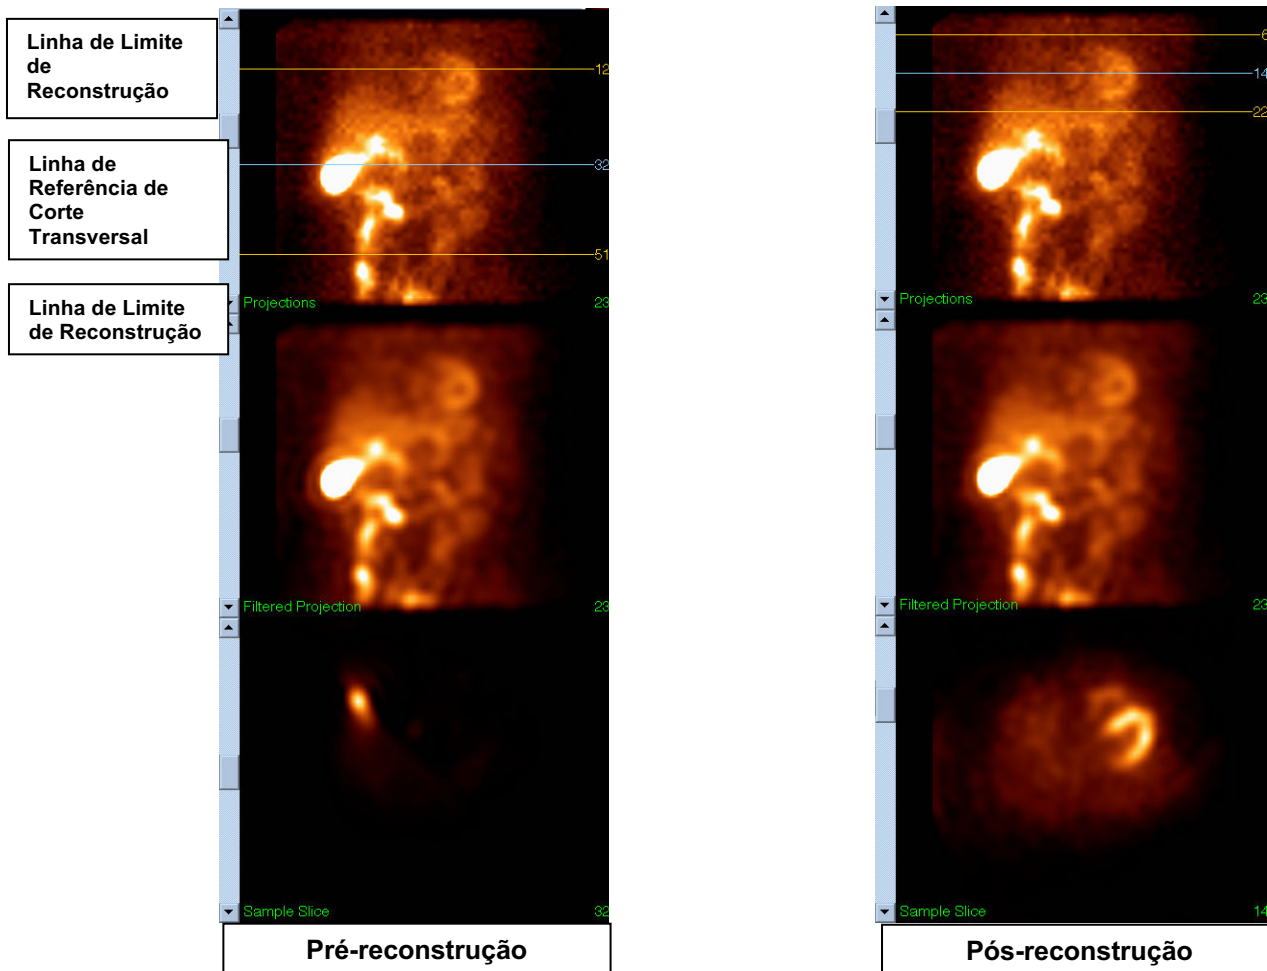 Linha de Limite
de
Reconstrução
Linha de
Referência de
Corte
Transversal
Linha de Limite
de Reconstrução
12
32
51
Projections 23
Filtered Projection 23
Sample Slice 32
Pré-reconstrução
6
14
22
Projections 23
Filtered Projection 23
Sample Slice 14
Pós-reconstrução